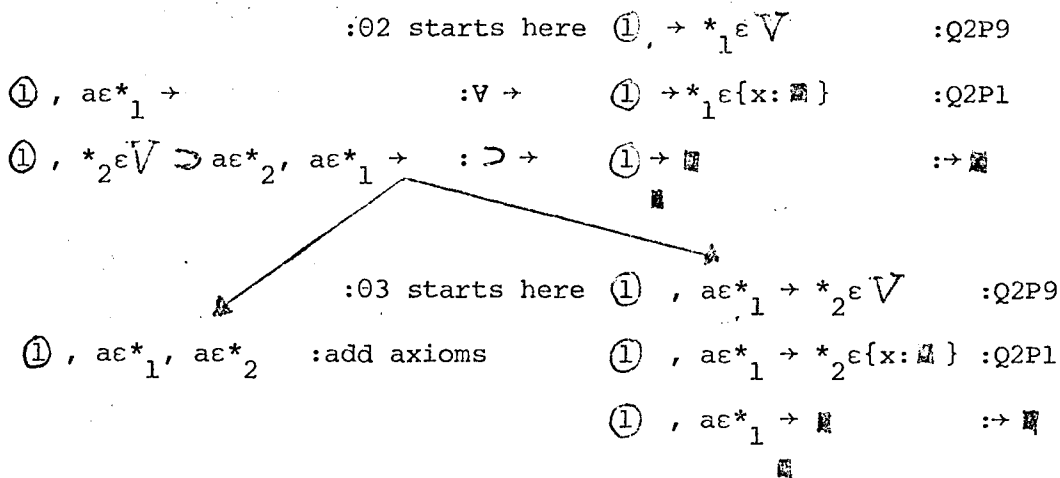 :θ2 starts here ① , → *₁ε V :Q2P9
① , aε*₁ → :∀ → ① → *₁ε{x: ■ } :Q2P1
① , *₂εV ⊃ aε*₂, aε*₁ → : ⊃ → ① → ■ :→ ■
■
:θ3 starts here ① , aε*₁ → *₂ε V :Q2P9
① , aε*₁, aε*₂ :add axioms ① , aε*₁ → *₂ε{x: ■ } :Q2P1
① , aε*₁ → ■ :→ ■
■